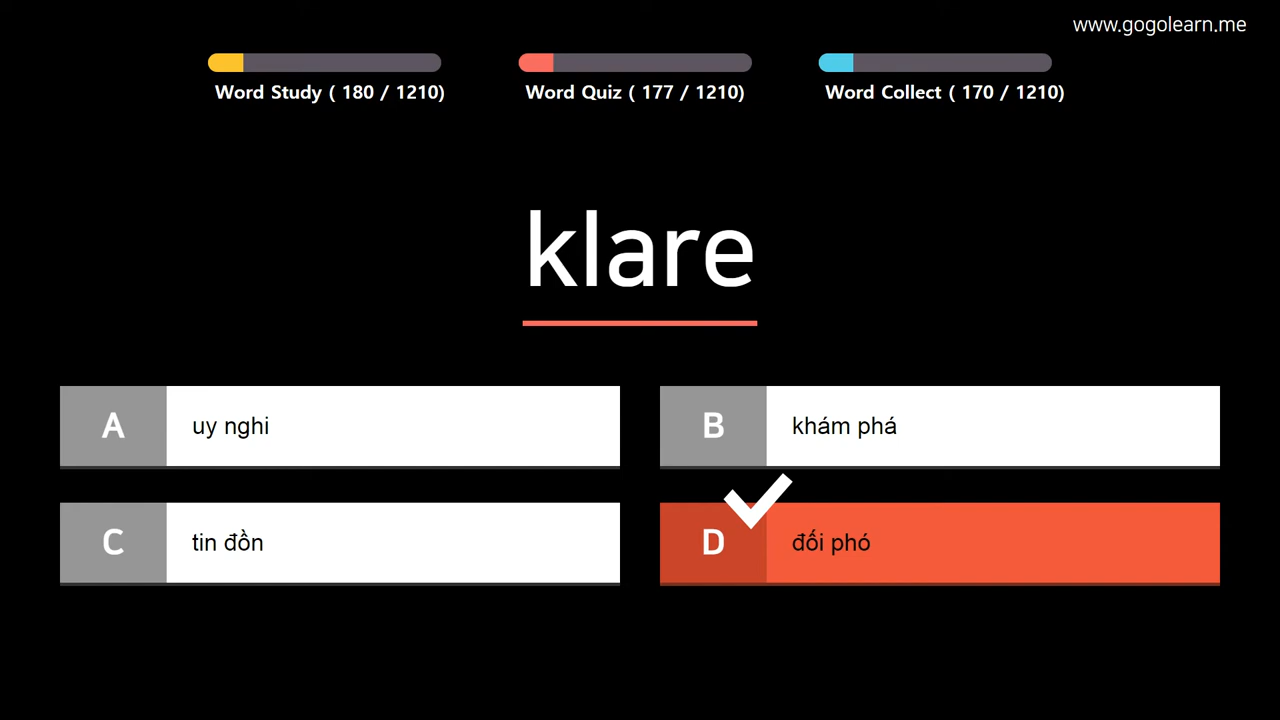 www.gogolearn.me
Word Study ( 180 / 1210)
Word Quiz ( 177 / 1210)
Word Collect ( 170 / 1210)
klare
A uy nghi
B khám phá
C tin đồn
D đối phó